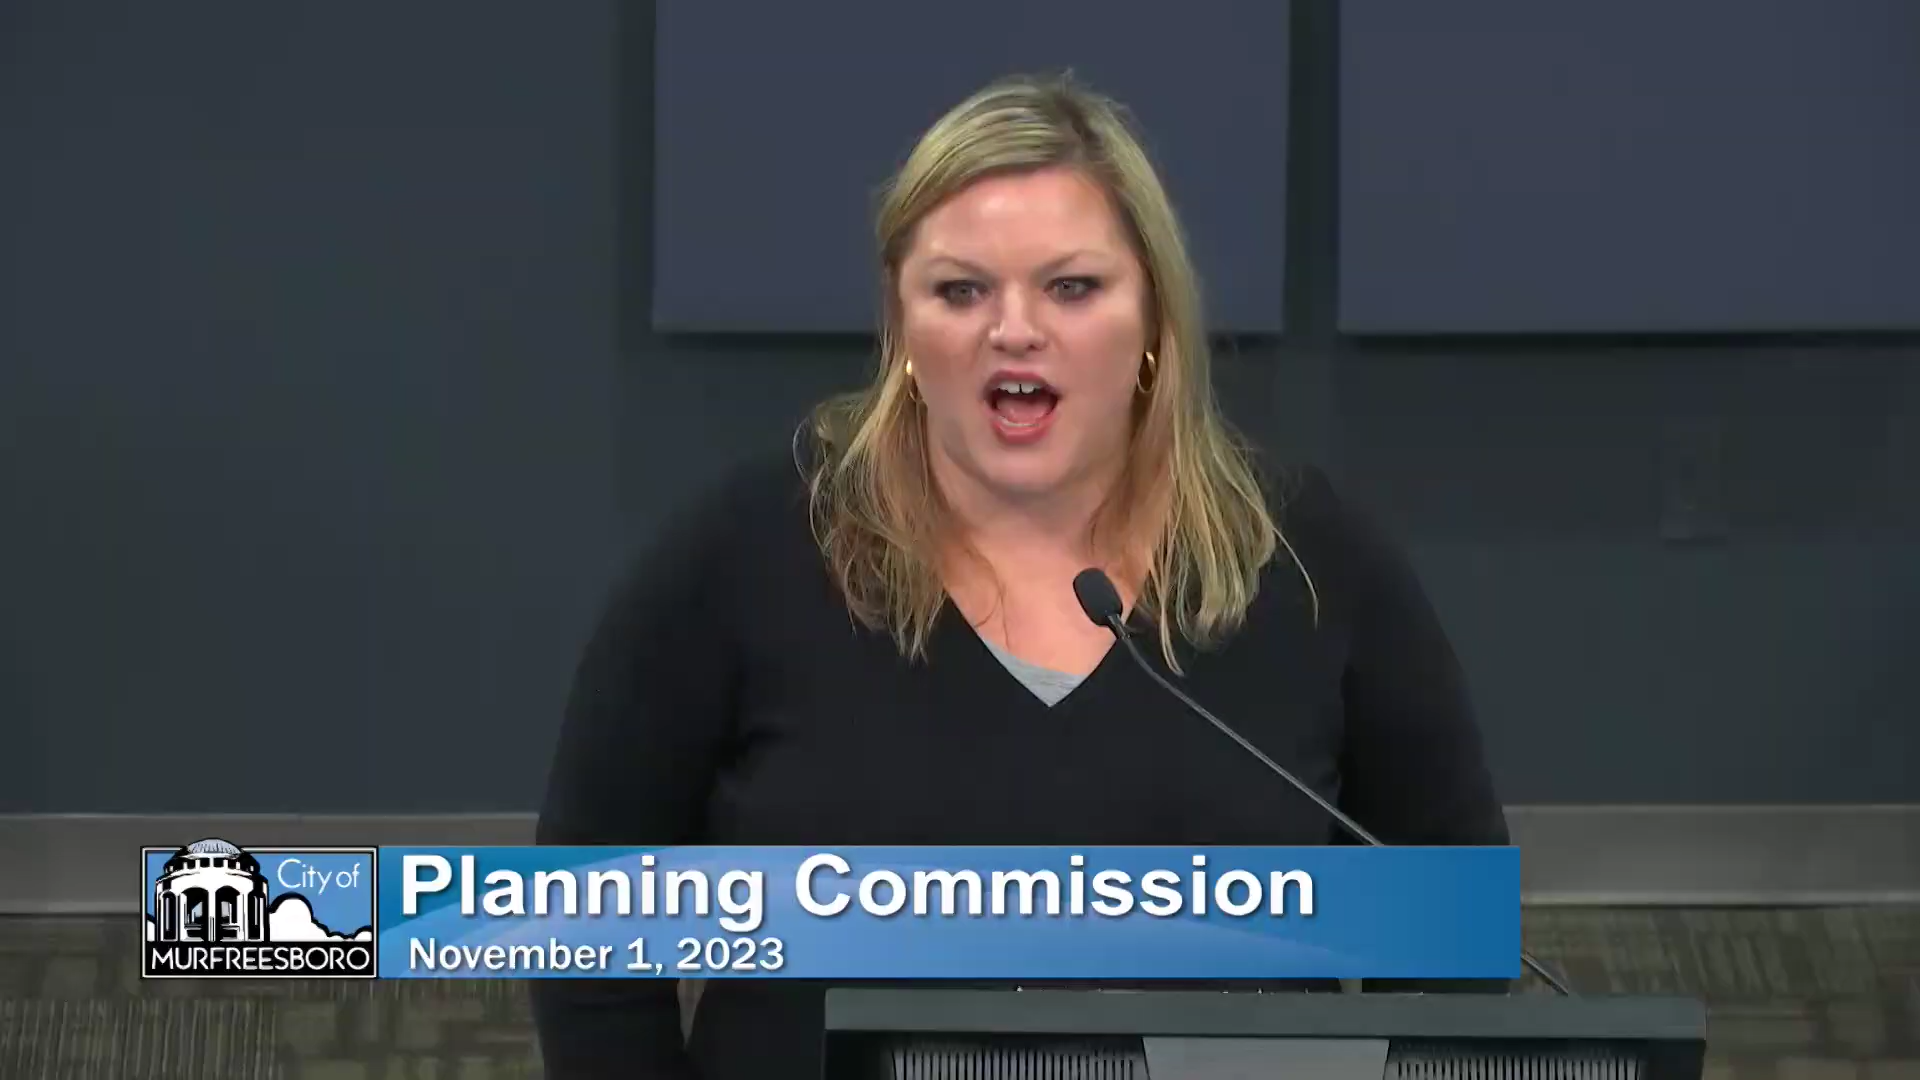 City of
MURFREESBORO
Planning Commission
November 1, 2023